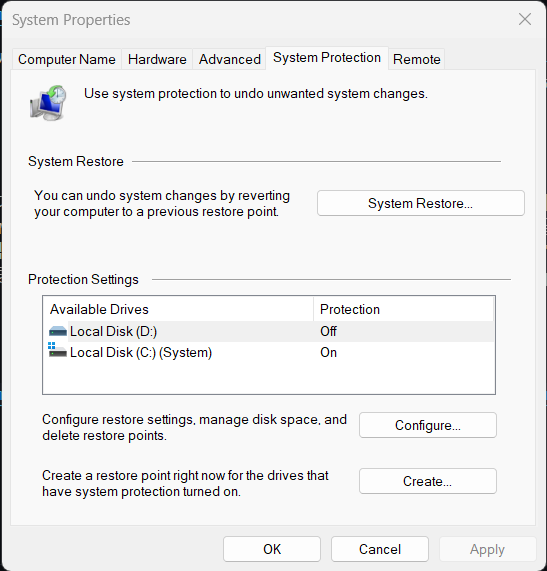 System Properties
Computer Name
Hardware
Advanced
System Protection
Remote
Use system protection to undo unwanted system changes.
System Restore
You can undo system changes by reverting
your computer to a previous restore point.
System Restore...
Protection Settings
Available Drives
Protection
Local Disk (D:)
Off
Local Disk (C:) (System)
On
Configure restore settings, manage disk space, and
delete restore points.
Configure...
Create a restore point right now for the drives that
have system protection turned on.
Create...
OK
Cancel
Apply